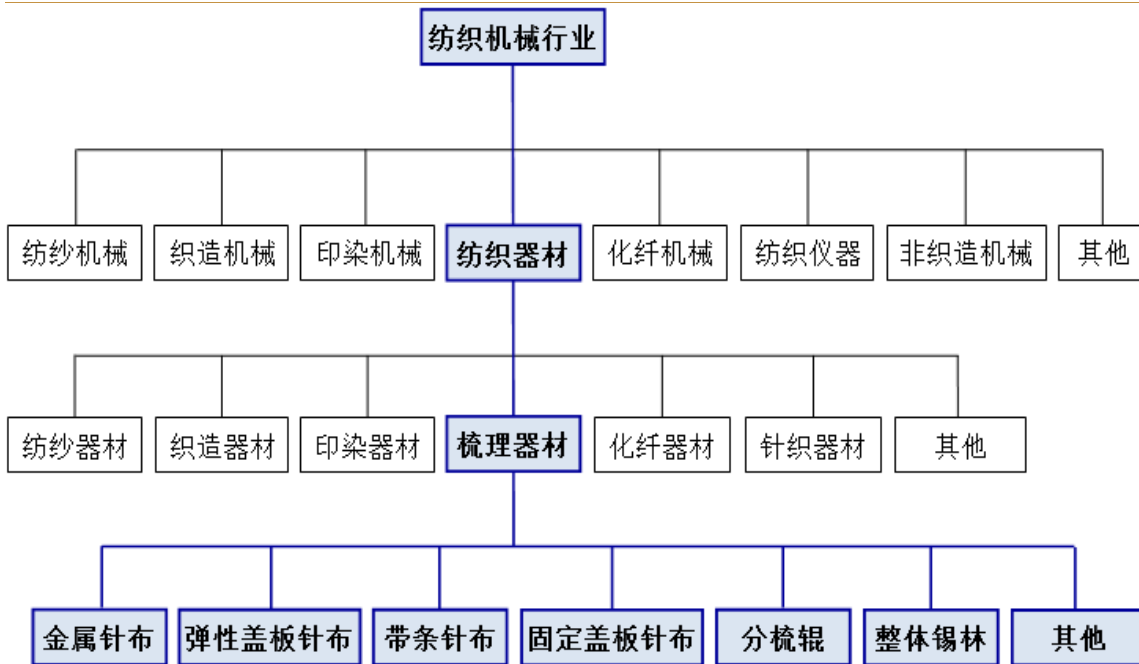 纺织机械行业
纺纱机械 织造机械 印染机械 纺织器材 化纤机械 纺织仪器 非织造机械 其他
纺纱器材 织造器材 印染器材 梳理器材 化纤器材 针织器材 其他
金属针布 弹性盖板针布 带条针布 固定盖板针布 分梳辊 整体锡林 其他